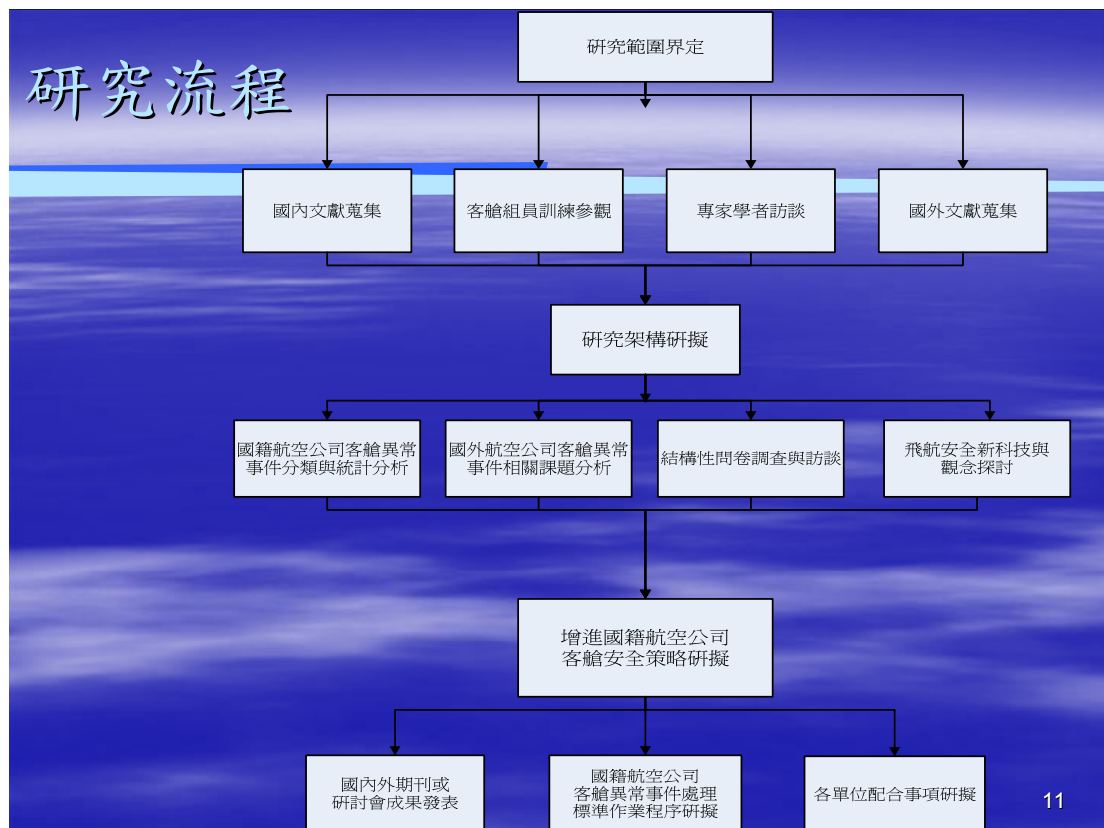 研究流程
研究範圍界定
國內文獻蒐集
客艙組員訓練參觀
專家學者訪談
國外文獻蒐集
研究架構研擬
國籍航空公司客艙異常
事件分類與統計分析
國外航空公司客艙異常
事件相關課題分析
結構性問卷調查與訪談
飛航安全新科技與
觀念探討
增進國籍航空公司
客艙安全策略研擬
國內外期刊或
研討會成果發表
國籍航空公司
客艙異常事件處理
標準作業程序研擬
各單位配合事項研擬
11